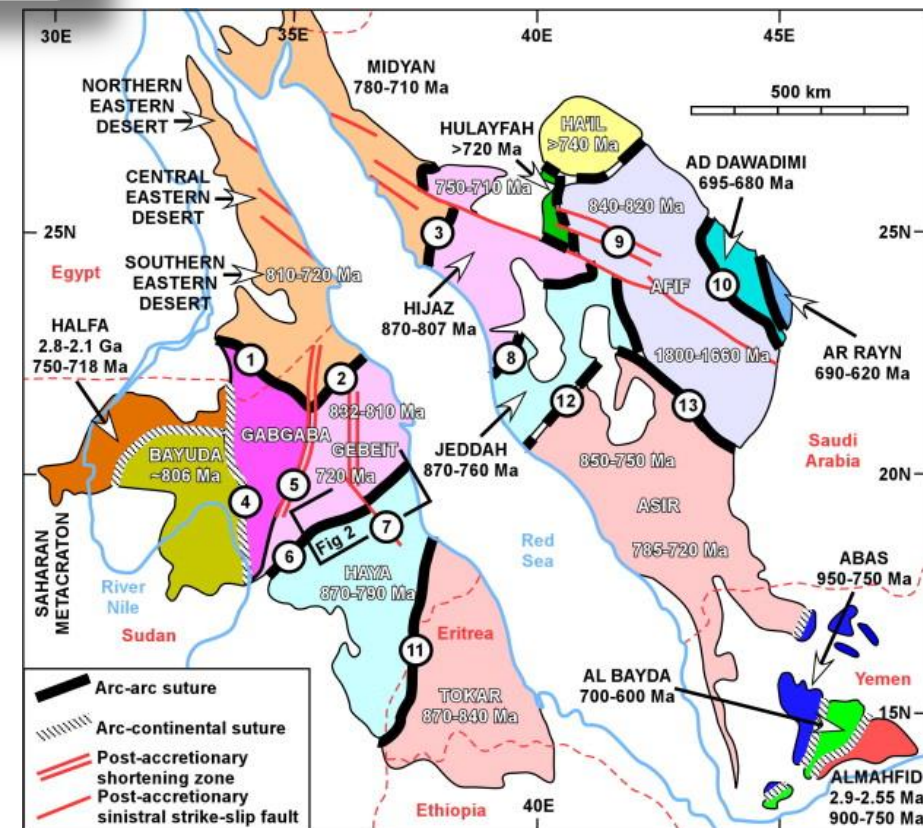 30E
35E
40E
45E
NORTHERN
EASTERN
DESERT
MIDYAN
780-710 Ma
500 km
HULAYFAH
>720 Ma
HA'IL
>740 Ma
AD DAWADIMI
695-680 Ma
CENTRAL
EASTERN
DESERT
750-710 Ma
840-820 Ma
25N
3
9
25N
Egypt
SOUTHERN
EASTERN
DESERT
810-720 Ma
AFIF
10
HALFA
2.8-2.1 Ga
750-718 Ma
HIJAZ
870-807 Ma
AR RAYN
690-620 Ma
1
2
8
1800-1660 Ma
12
13
832-810 Ma
GABGABA
GEBEIT
BAYUDA
~806 Ma
JEDDAH
870-760 Ma
Saudi
Arabia
720 Ma
850-750 Ma
20N
4
5
ASIR
7
Fig 2
6
Red
Sea
785-720 Ma
SAHARAN
METACRATON
HAYA
870-790 Ma
ABAS
950-750 Ma
River
Nile
Sudan
Eritrea
11
AL BAYDA
700-600 Ma
Yemen
TOKAR
870-840 Ma
15N
Arc-arc suture
Arc-continental suture
Post-accretionary
shortening zone
Post-accretionary
sinistral strike-slip fault
Ethiopia
40E
ALMAHFID
2.9-2.55 Ma
900-750 Ma